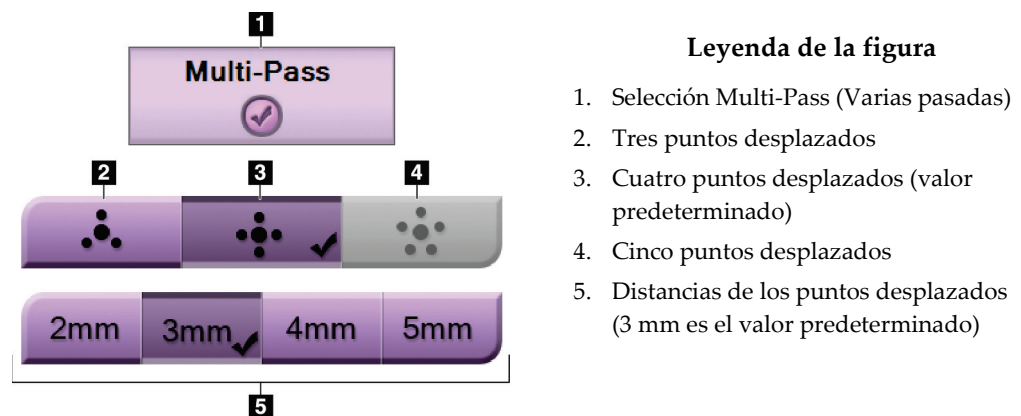 1
Multi-Pass
2 3 4
2mm 3mm 4mm 5mm
5
Leyenda de la figura
1. Selección Multi-Pass (Varias pasadas)
2. Tres puntos desplazados
3. Cuatro puntos desplazados (valor
predeterminado)
4. Cinco puntos desplazados
5. Distancias de los puntos desplazados
(3 mm es el valor predeterminado)